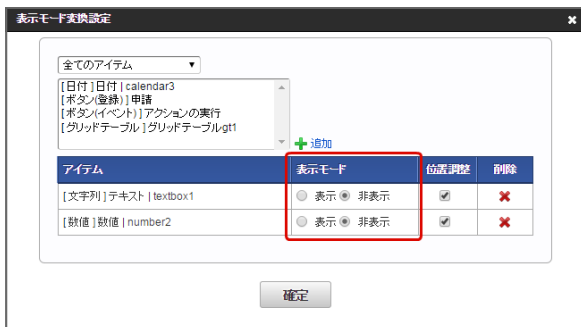 表示モード変換設定
全てのアイテム
[日付]日付 | calendar3
[ボタン(登録)]申請
[ボタン(イベント)]アクションの実行
[グリッドテーブル]グリッドテーブルgt1
追加
アイテム 表示モード 位置調整 削除
[文字列]テキスト | textbox1 表示 非表示
[数値]数値 | number2 表示 非表示
確定